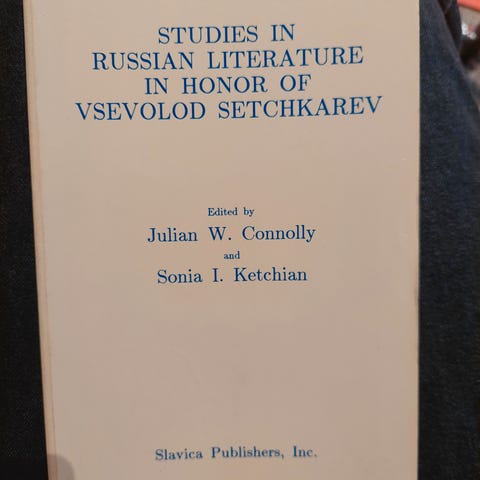 STUDIES IN
RUSSIAN LITERATURE
IN HONOR OF
VSEVOLOD SETCHKAREV
Edited by
Julian W. Connolly
and
Sonia I. Ketchian
Slavica Publishers, Inc.